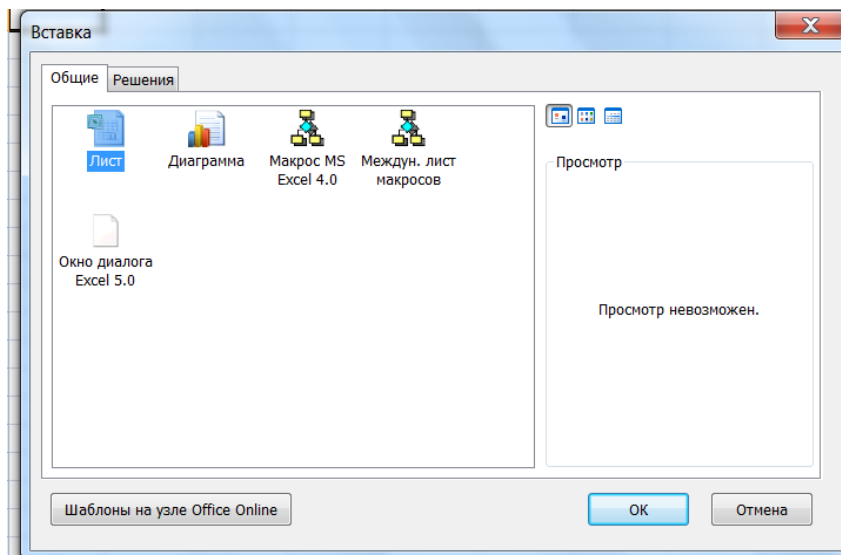 Вставка
Общие
Решения
Лист
Диаграмма
Макрос MS
Excel 4.0
Междун. лист
макросов
Окно диалога
Excel 5.0
Просмотр
Просмотр невозможен.
Шаблоны на узле Office Online
ОК
Отмена